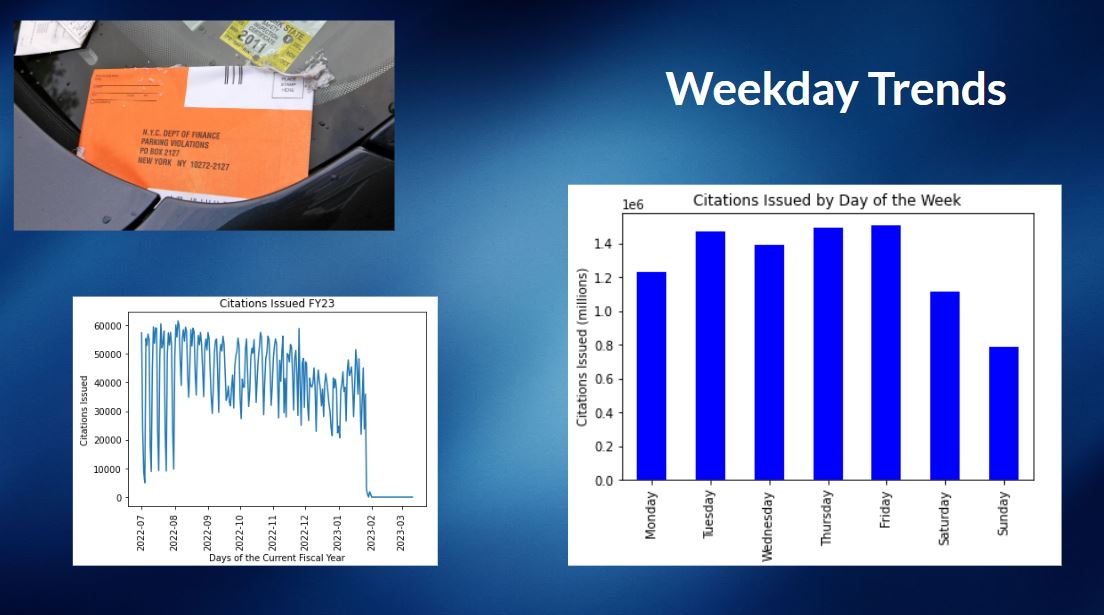 STATE
SAFETY
INSPECTION
CERTIFICATE
2011
PLACE
STAMP
HERE
N.Y.C. DEPT OF FINANCE
PARKING VIOLATIONS
PO BOX 2127
NEW YORK NY 10272-2127
Weekday Trends
Citations Issued FY23
Citations Issued
60000
50000
40000
30000
20000
10000
0
2022-07
2022-08
2022-09
2022-10
2022-11
2022-12
2023-01
2023-02
2023-03
Days of the Current Fiscal Year
Citations Issued by Day of the Week
1e6
Citations Issued (millions)
1.4
1.2
1.0
0.8
0.6
0.4
0.2
0.0
Monday
Tuesday
Wednesday
Thursday
Friday
Saturday
Sunday